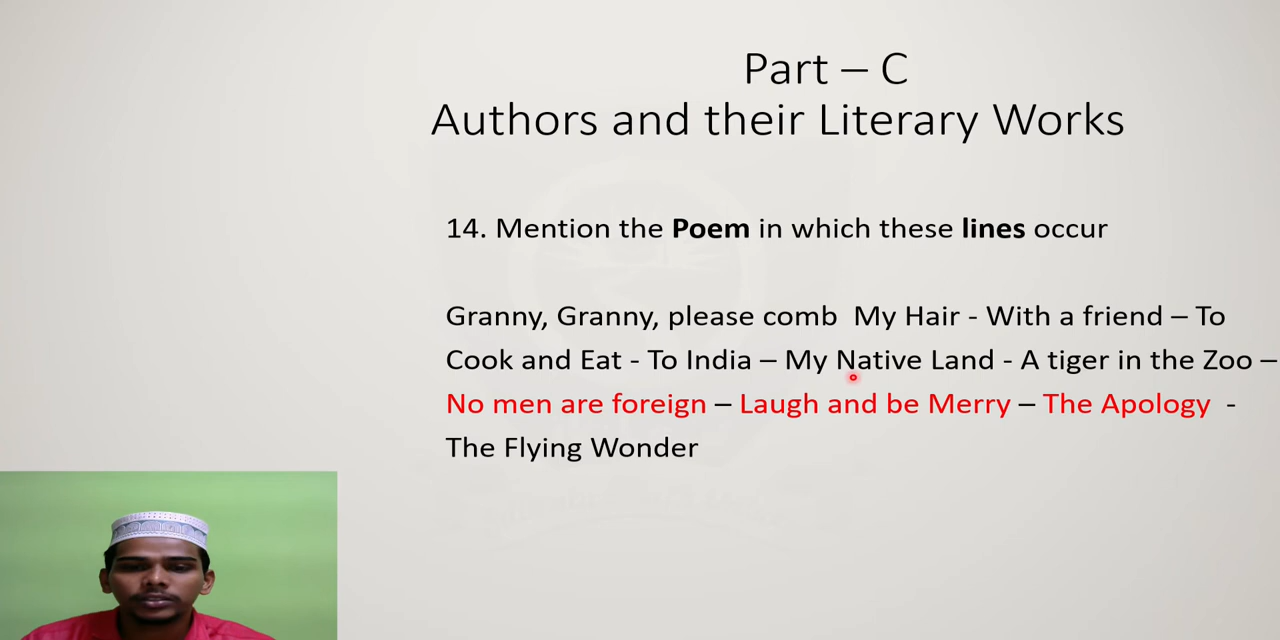 Part – C
Authors and their Literary Works
14. Mention the Poem in which these lines occur
Granny, Granny, please comb  My Hair - With a friend – To
Cook and Eat - To India – My Native Land - A tiger in the Zoo –
No men are foreign – Laugh and be Merry – The Apology  -
The Flying Wonder